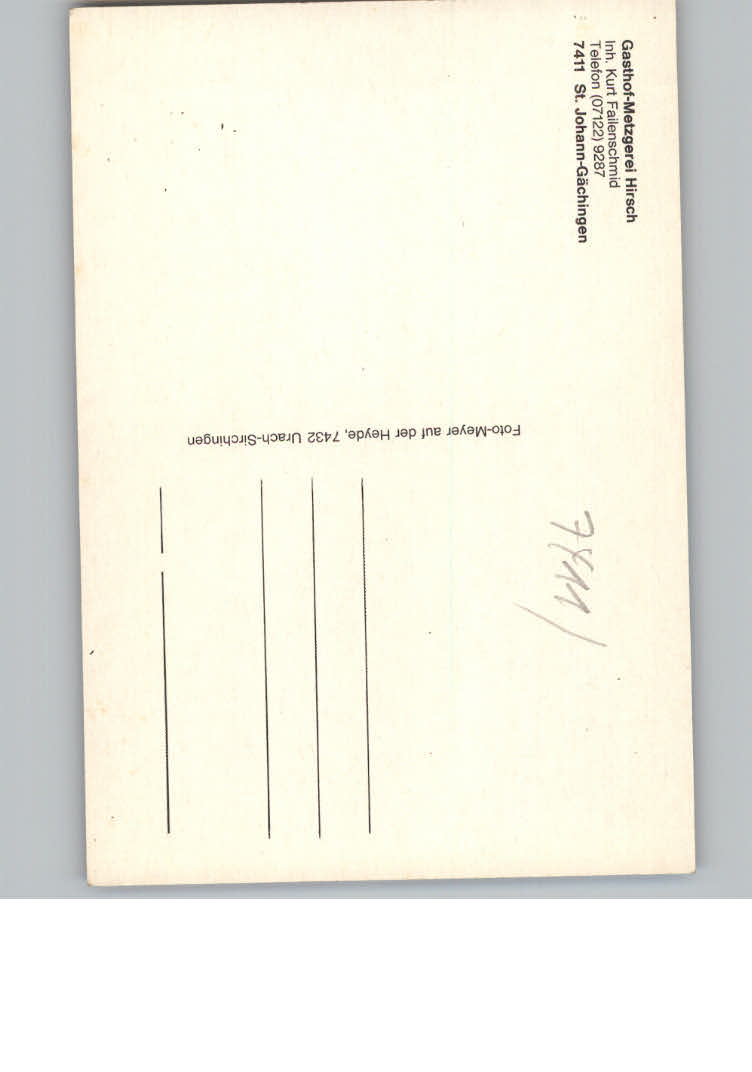 Gasthof-Metzgerei Hirsch
Inh. Kurt Failenschmid
Telefon (07122) 9287
7411 St. Johann-Gächingen
Foto-Meyer auf der Heyde, 7432 Urach-Sirchingen
7411/